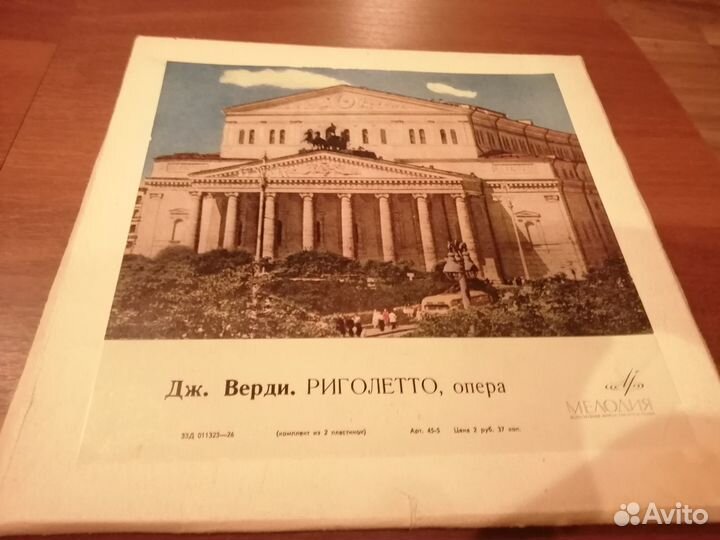 Дж. Верди. РИГОЛЕТТО, опера
МЕЛОДИЯ
33Д 011323—26 (комплект из 2 пластинок) Арт. 45-5 Цена 2 руб. 37 коп.
Avito